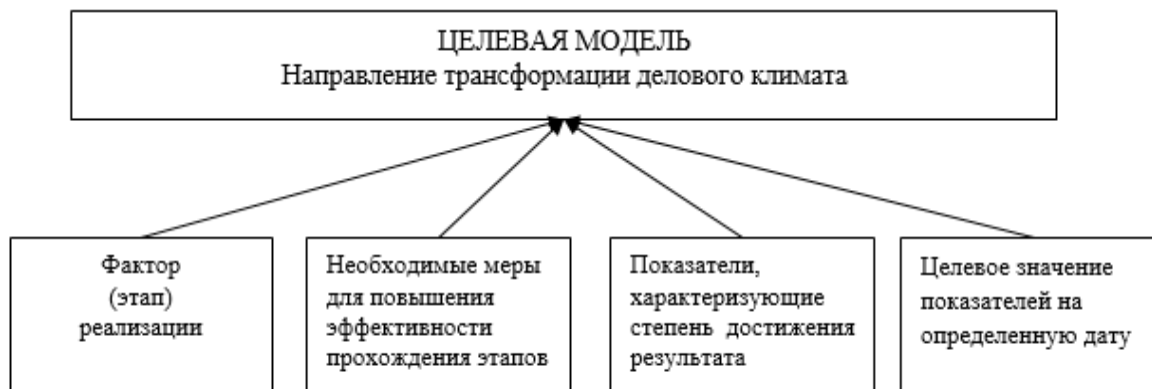 ЦЕЛЕВАЯ МОДЕЛЬ
Направление трансформации делового климата
Фактор
(этап)
реализации
Необходимые меры
для повышения
эффективности
прохождения этапов
Показатели,
характеризующие
степень достижения
результата
Целевое значение
показателей на
определенную дату